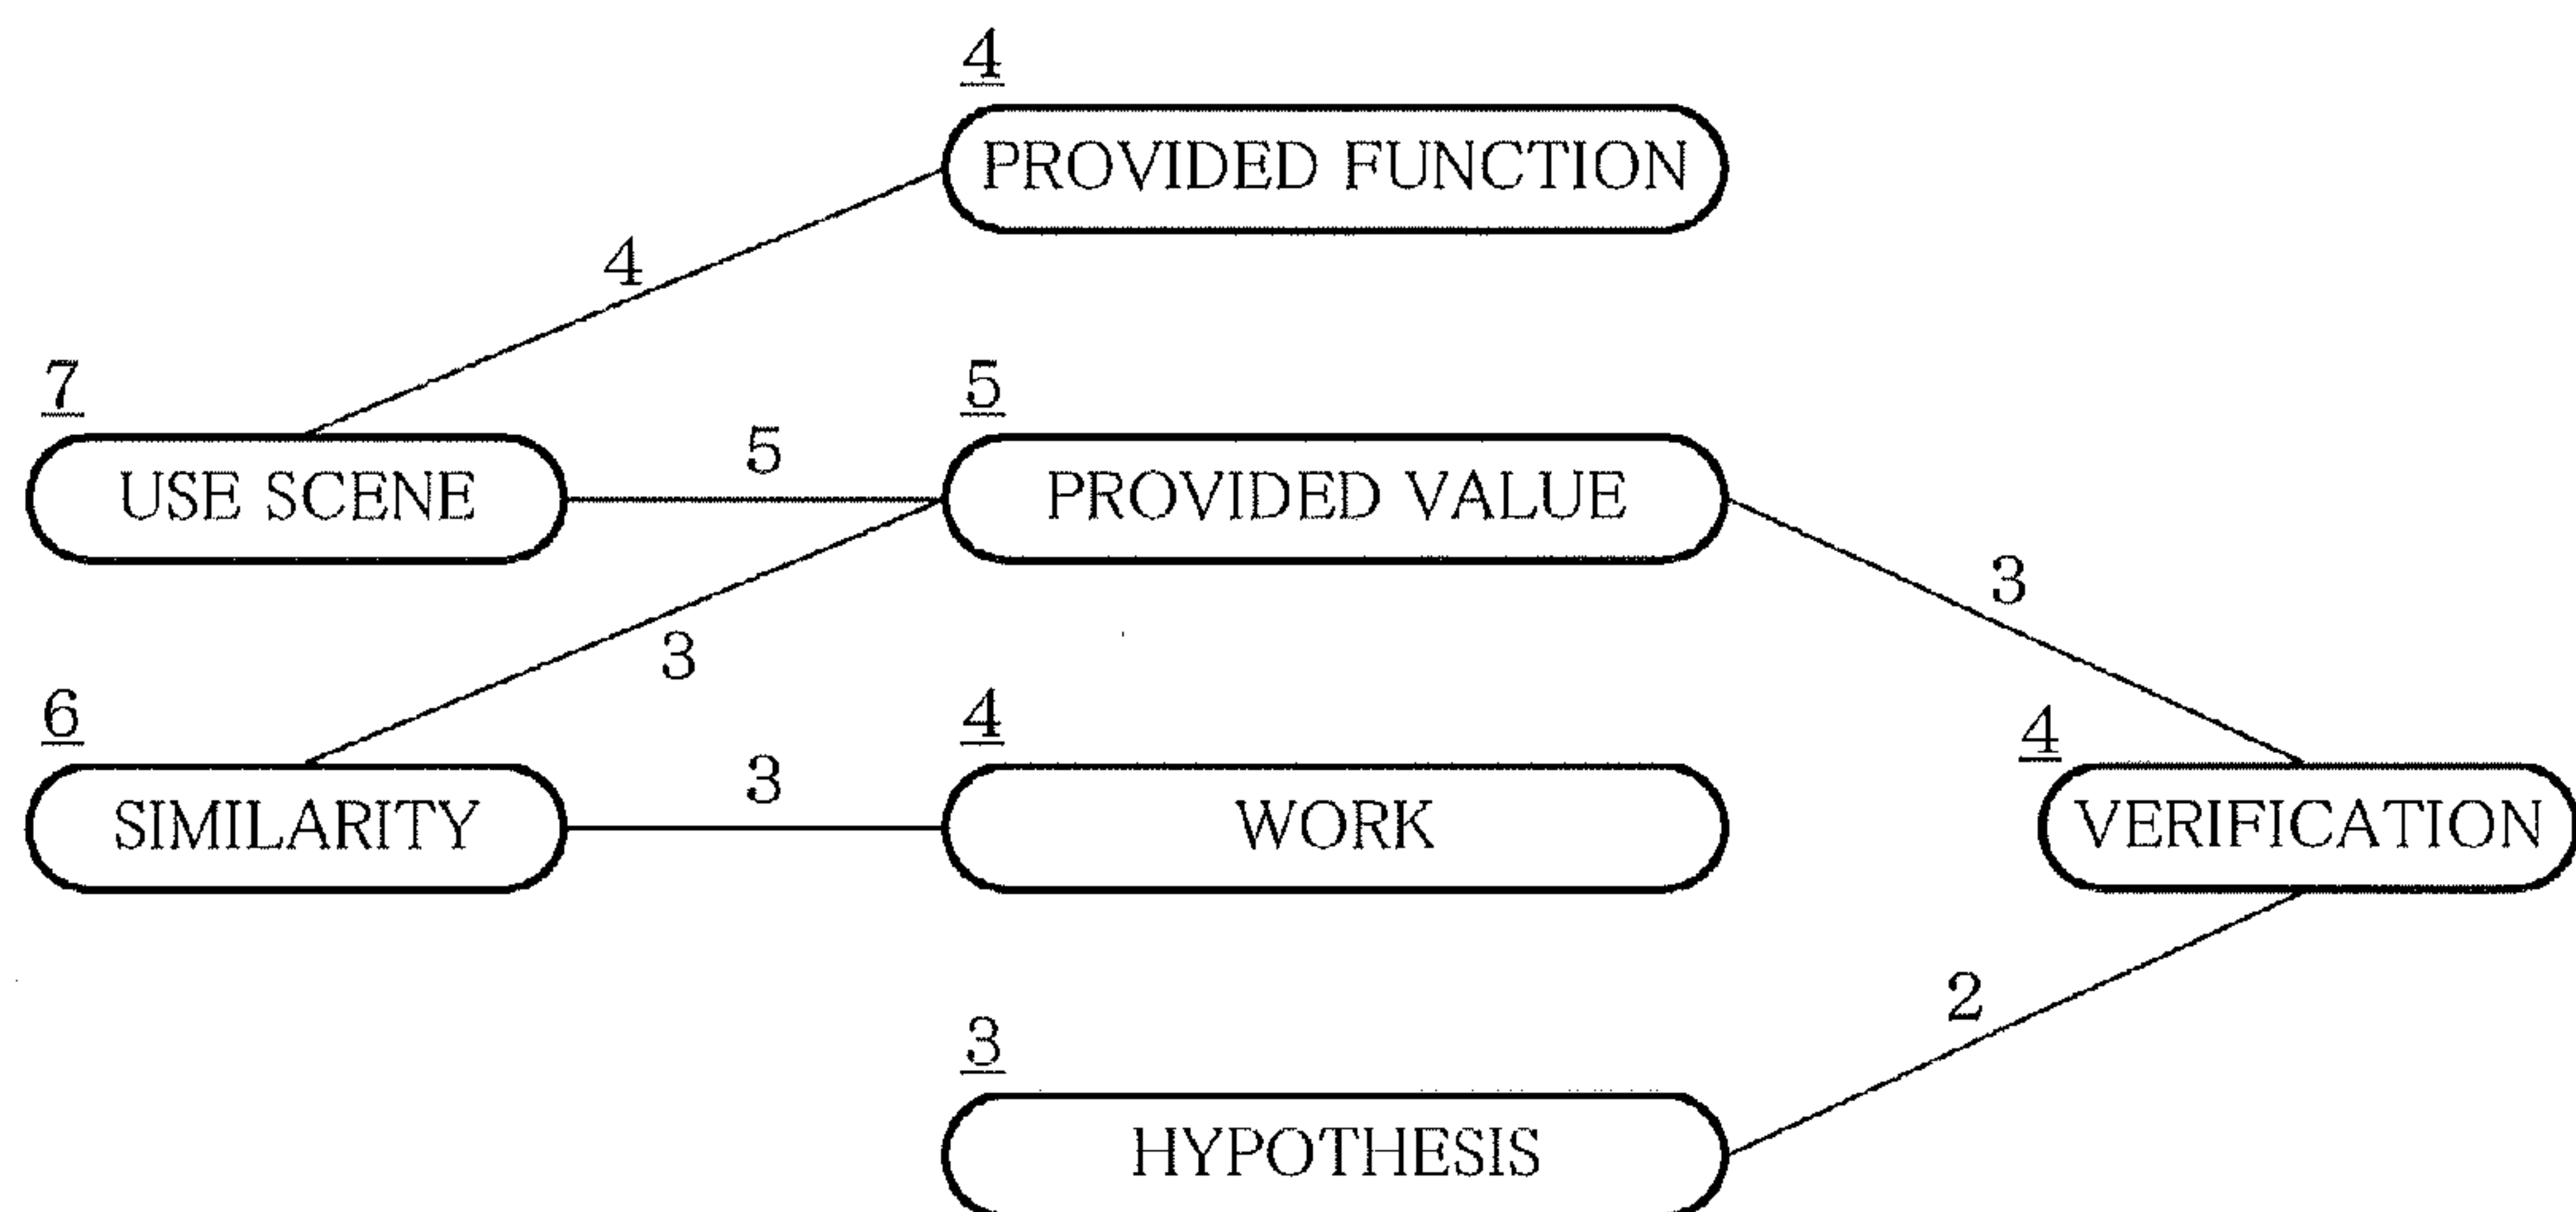 4
PROVIDED FUNCTION
4
7
5
USE SCENE
5
PROVIDED VALUE
3
3
6
4
4
SIMILARITY
3
WORK
VERIFICATION
2
3
HYPOTHESIS